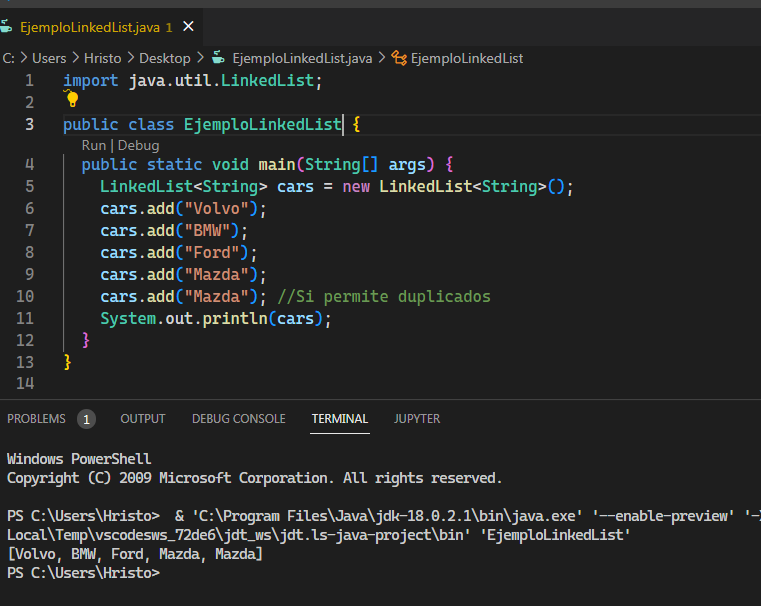 EjemploLinkedList.java 1 ×
C: > Users > Hristo > Desktop > EjemploLinkedList.java > EjemploLinkedList
1 import java.util.LinkedList;
2
3 public class EjemploLinkedList {
Run | Debug
4 public static void main(String[] args) {
5 LinkedList<String> cars = new LinkedList<String>();
6 cars.add("Volvo");
7 cars.add("BMW");
8 cars.add("Ford");
9 cars.add("Mazda");
10 cars.add("Mazda"); //Si permite duplicados
11 System.out.println(cars);
12 }
13 }
14
PROBLEMS 1 OUTPUT DEBUG CONSOLE TERMINAL JUPYTER
Windows PowerShell
Copyright (C) 2009 Microsoft Corporation. All rights reserved.
PS C:\Users\Hristo>  & 'C:\Program Files\Java\jdk-18.0.2.1\bin\java.exe' '--enable-preview' '-
Local\Temp\vscodesws_72de6\jdt_ws\jdt.ls-java-project\bin' 'EjemploLinkedList'
[Volvo, BMW, Ford, Mazda, Mazda]
PS C:\Users\Hristo>